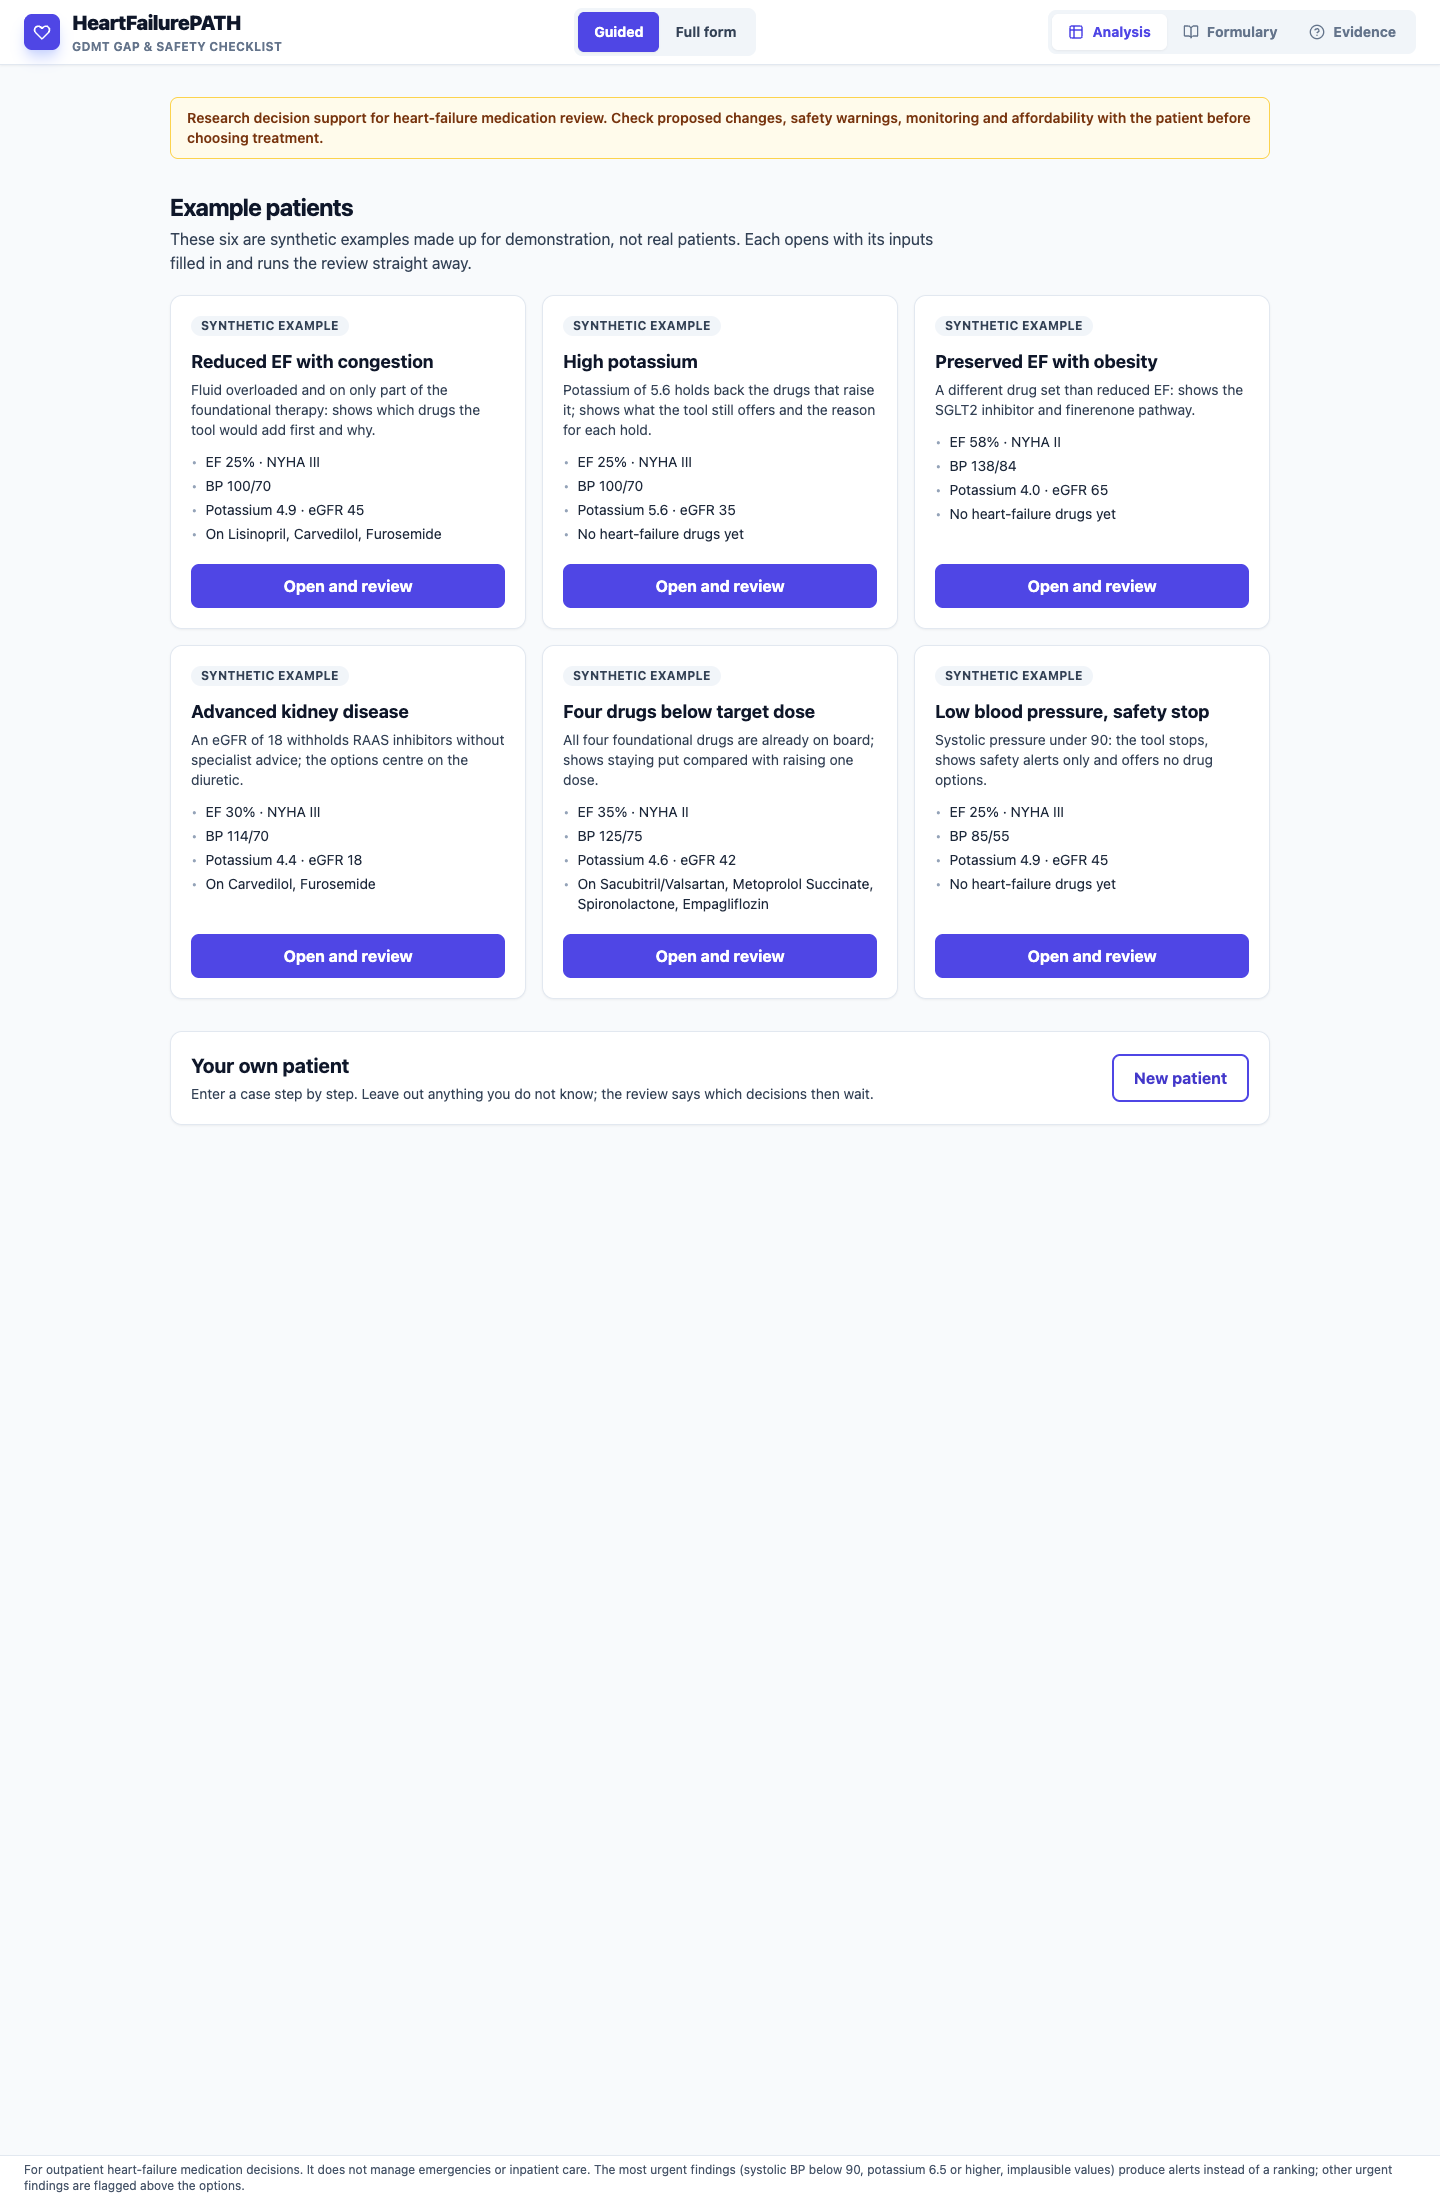 HeartFailurePATH
GDMT GAP & SAFETY CHECKLIST
Guided
Full form
Analysis
Formulary
Evidence
Research decision support for heart-failure medication review. Check proposed changes, safety warnings, monitoring and affordability with the patient before
choosing treatment.
Example patients
These six are synthetic examples made up for demonstration, not real patients. Each opens with its inputs
filled in and runs the review straight away.
SYNTHETIC EXAMPLE
Reduced EF with congestion
Fluid overloaded and on only part of the
foundational therapy: shows which drugs the
tool would add first and why.
• EF 25% · NYHA III
• BP 100/70
• Potassium 4.9 · eGFR 45
• On Lisinopril, Carvedilol, Furosemide
Open and review
SYNTHETIC EXAMPLE
High potassium
Potassium of 5.6 holds back the drugs that raise
it; shows what the tool still offers and the reason
for each hold.
• EF 25% · NYHA III
• BP 100/70
• Potassium 5.6 · eGFR 35
• No heart-failure drugs yet
Open and review
SYNTHETIC EXAMPLE
Preserved EF with obesity
A different drug set than reduced EF: shows the
SGLT2 inhibitor and finerenone pathway.
• EF 58% · NYHA II
• BP 138/84
• Potassium 4.0 · eGFR 65
• No heart-failure drugs yet
Open and review
SYNTHETIC EXAMPLE
Advanced kidney disease
An eGFR of 18 withholds RAAS inhibitors without
specialist advice; the options centre on the
diuretic.
• EF 30% · NYHA III
• BP 114/70
• Potassium 4.4 · eGFR 18
• On Carvedilol, Furosemide
Open and review
SYNTHETIC EXAMPLE
Four drugs below target dose
All four foundational drugs are already on board;
shows staying put compared with raising one
dose.
• EF 35% · NYHA II
• BP 125/75
• Potassium 4.6 · eGFR 42
• On Sacubitril/Valsartan, Metoprolol Succinate,
Spironolactone, Empagliflozin
Open and review
SYNTHETIC EXAMPLE
Low blood pressure, safety stop
Systolic pressure under 90: the tool stops,
shows safety alerts only and offers no drug
options.
• EF 25% · NYHA III
• BP 85/55
• Potassium 4.9 · eGFR 45
• No heart-failure drugs yet
Open and review
Your own patient
Enter a case step by step. Leave out anything you do not know; the review says which decisions then wait.
New patient
For outpatient heart-failure medication decisions. It does not manage emergencies or inpatient care. The most urgent findings (systolic BP below 90, potassium 6.5 or higher, implausible values) produce alerts instead of a ranking; other urgent
findings are flagged above the options.